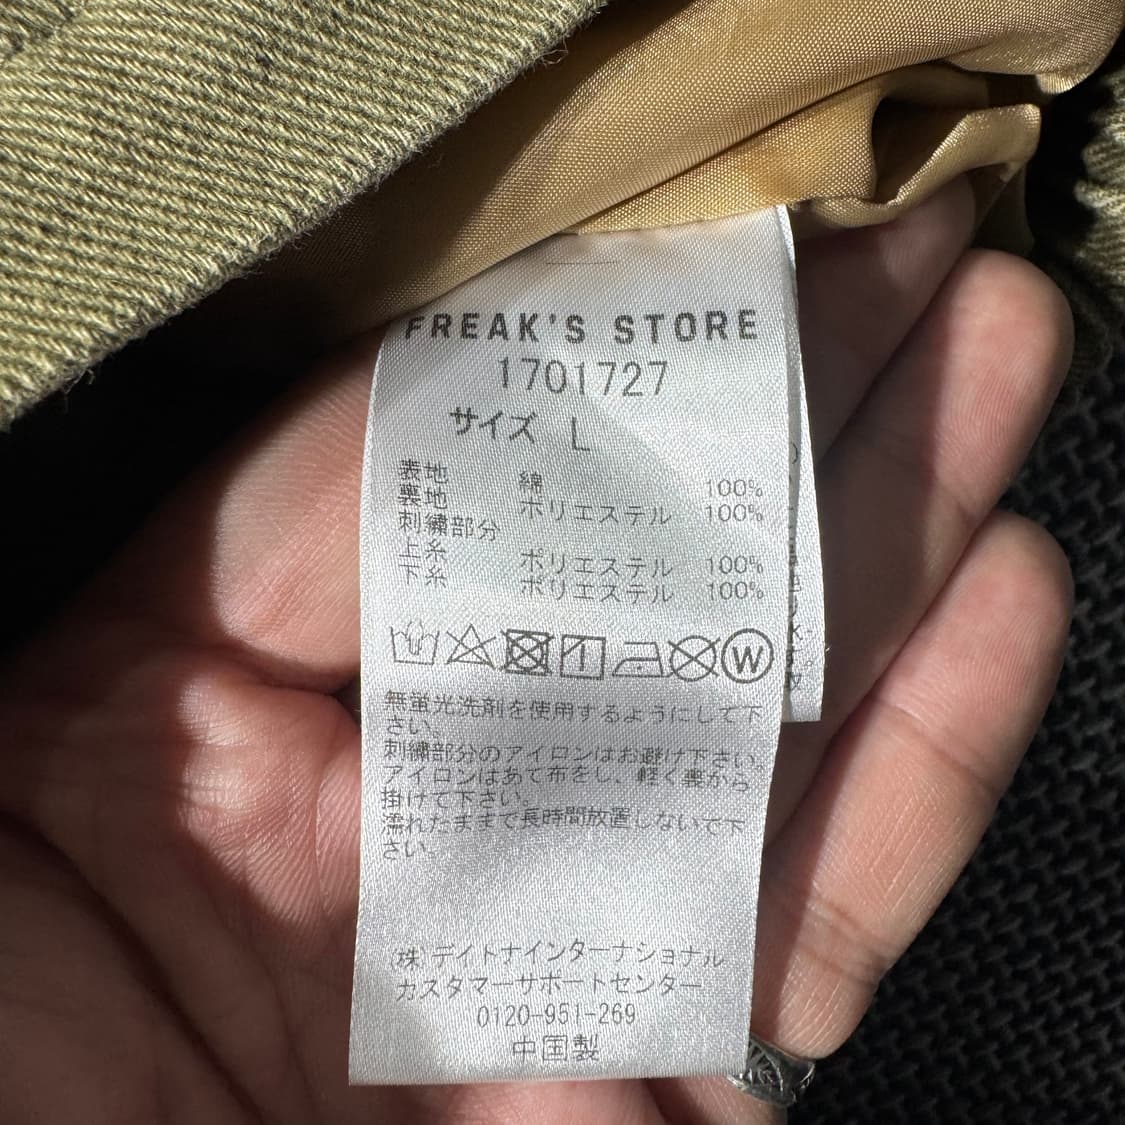 FREAK'S STORE
1701727
サイズ L
表地 綿 100%
裏地 ポリエステル 100%
刺繍部分
上糸 ポリエステル 100%
下糸 ポリエステル 100%
W
無蛍光洗剤を使用するようにして下
さい。
刺繍部分のアイロンはお避け下さい。
アイロンはあて布をし、軽く裏から
掛けて下さい。
濡れたままで長時間放置しないで下
さい。
(株)デイトナインターナショナル
カスタマーサポートセンター
0120-951-269
中国製